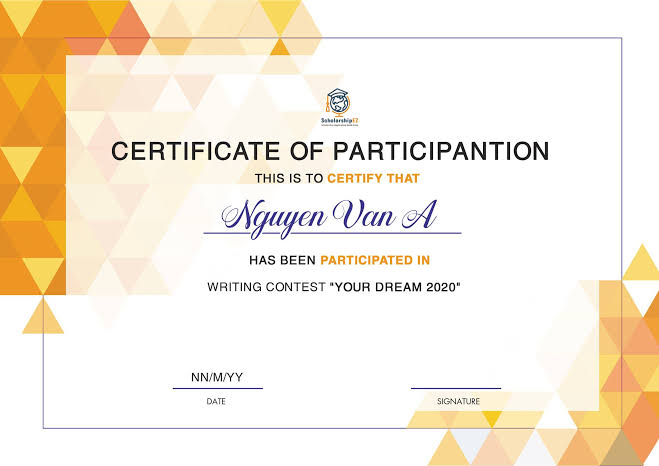 ScholarshipEZ
CERTIFICATE OF PARTICIPANTION
THIS IS TO CERTIFY THAT
Nguyen Van A
HAS BEEN PARTICIPATED IN
WRITING CONTEST "YOUR DREAM 2020"
NN/M/YY
DATE
SIGNATURE